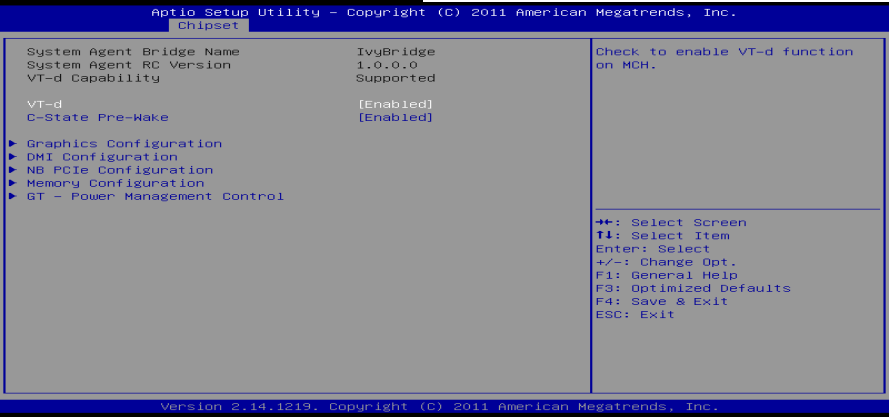 Aptio Setup Utility – Copyright (C) 2011 American Megatrends, Inc.
Chipset
System Agent Bridge Name IvyBridge
System Agent RC Version 1.0.0.0
VT-d Capability Supported
VT-d [Enabled]
C-State Pre-Wake [Enabled]
► Graphics Configuration
► DMI Configuration
► NB PCIe Configuration
► Memory Configuration
► GT – Power Management Control
Check to enable VT-d function
on MCH.
→←: Select Screen
↑↓: Select Item
Enter: Select
+/-: Change Opt.
F1: General Help
F3: Optimized Defaults
F4: Save & Exit
ESC: Exit
Version 2.14.1219. Copyright (C) 2011 American Megatrends, Inc.